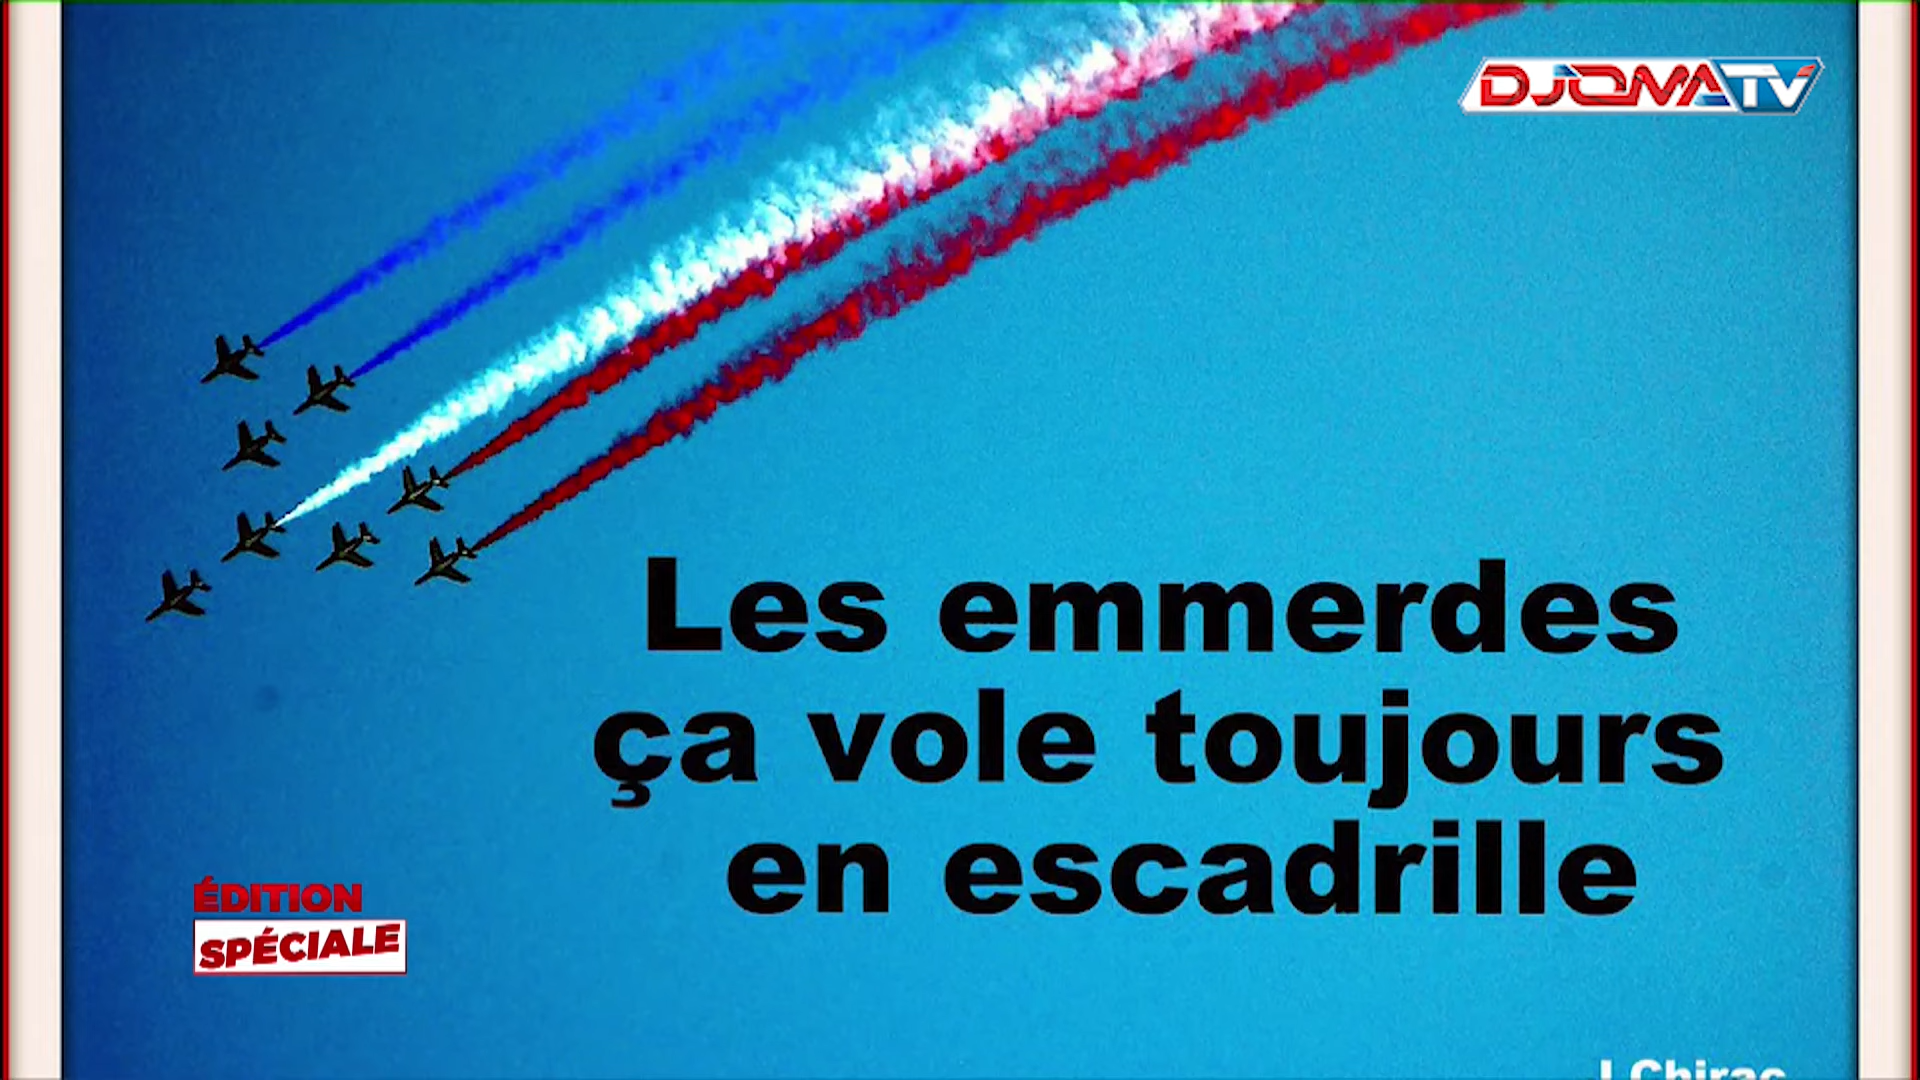 DJOMATV
Les emmerdes
ça vole toujours
en escadrille
ÉDITION
SPÉCIALE
J.Chirac